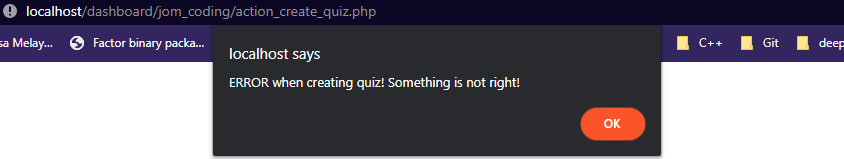 localhost/dashboard/jom_coding/action_create_quiz.php
sa Melay... Factor binary packa... C++ Git deep
localhost says
ERROR when creating quiz! Something is not right!
OK